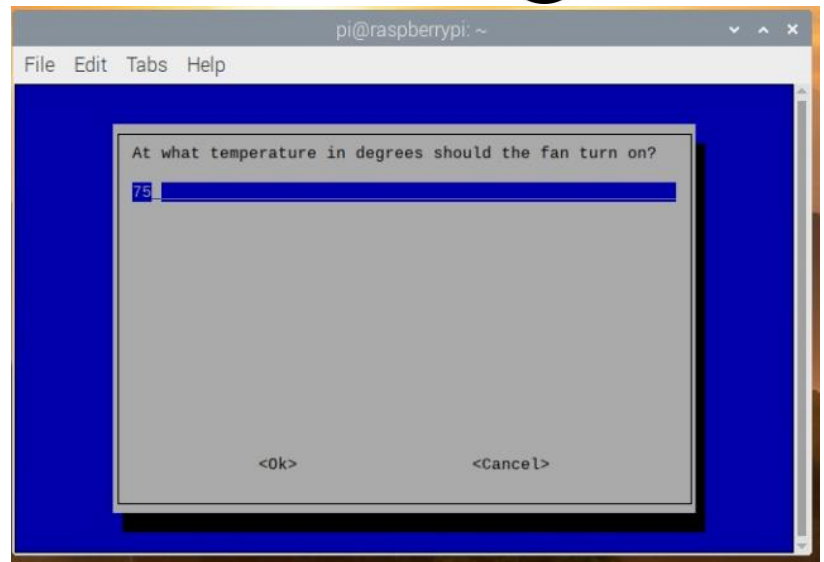 pi@raspberrypi: ~
File Edit Tabs Help
At what temperature in degrees should the fan turn on?
75
<Ok> <Cancel>